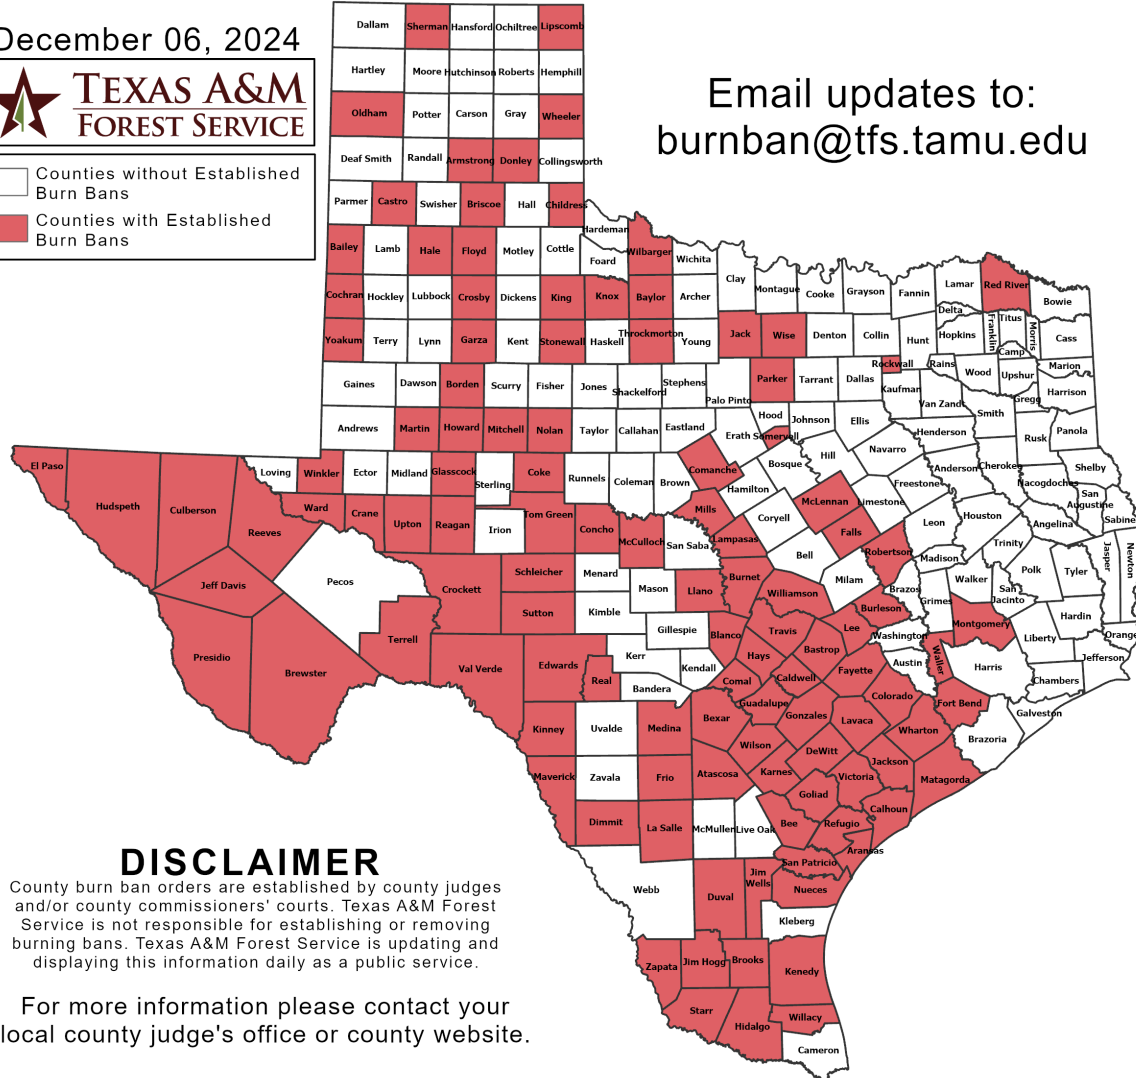 December 06, 2024
TEXAS A&M
FOREST SERVICE
Counties without Established
Burn Bans
Counties with Established
Burn Bans
Email updates to:
burnban@tfs.tamu.edu
Dallam Sherman Hansford Ochiltree Lipscomb
Hartley Moore Hutchinson Roberts Hemphill
Oldham Potter Carson Gray Wheeler
Deaf Smith Randall Armstrong Donley Collingsworth
Parmer Castro Swisher Briscoe Hall Childress
Hardeman
Bailey Lamb Hale Floyd Motley Cottle Foard Wilbarger Wichita
Clay Montague Cooke Grayson Fannin Lamar Red River Bowie
Cochran Hockley Lubbock Crosby Dickens King Knox Baylor Archer
Delta Franklin Titus Morris Cass
Yoakum Terry Lynn Garza Kent Stonewall Haskell Throckmorton Young Jack Wise Denton Collin Hunt Hopkins
Camp
Rockwall Rains Wood Upshur Marion
Gaines Dawson Borden Scurry Fisher Jones Shackelford Stephens Palo Pinto Parker Tarrant Dallas Kaufman Van Zandt Smith Gregg Harrison
Andrews Martin Howard Mitchell Nolan Taylor Callahan Eastland Erath Hood Somervell Johnson Ellis Henderson Rusk Panola
El Paso Hudspeth Culberson Reeves Loving Winkler Ector Midland Glasscock Sterling Coke Runnels Coleman Brown Comanche Bosque Hill Navarro Anderson Cherokee Nacogdoches Shelby
Hamilton Freestone
San
Augustine
Sabine
Ward Crane Upton Reagan Irion Tom Green Concho McCulloch San Saba Mills Lampasas Coryell McLennan Limestone Falls Leon Houston Angelina
Jeff Davis Pecos Crockett Schleicher Menard Mason Llano Burnet Bell Milam Robertson Madison Trinity Polk Tyler Jasper Newton
Williamson Brazos Grimes Walker
San
Jacinto
Hardin
Sutton Kimble Gillespie Blanco Travis Lee Burleson Washington Montgomery Liberty Orange
Terrell Presidio Brewster Val Verde Edwards Real Kerr Kendall Bandera Hays Comal Caldwell Bastrop Fayette Austin Waller Harris Jefferson
Chambers
Kinney Uvalde Medina Bexar Guadalupe Gonzales Lavaca Colorado Wharton Fort Bend Brazoria Galveston
Maverick Zavala Frio Atascosa Wilson Karnes DeWitt Victoria Jackson Matagorda
Goliad Calhoun
Dimmit La Salle McMullen Live Oak Bee Refugio Aransas
San Patricio
Webb Duval
Jim
Wells
Nueces
Kleberg
Zapata Jim Hogg Brooks Kenedy
Starr Hidalgo Willacy
Cameron
DISCLAIMER
County burn ban orders are established by county judges
and/or county commissioners' courts. Texas A&M Forest
Service is not responsible for establishing or removing
burning bans. Texas A&M Forest Service is updating and
displaying this information daily as a public service.
For more information please contact your
local county judge's office or county website.